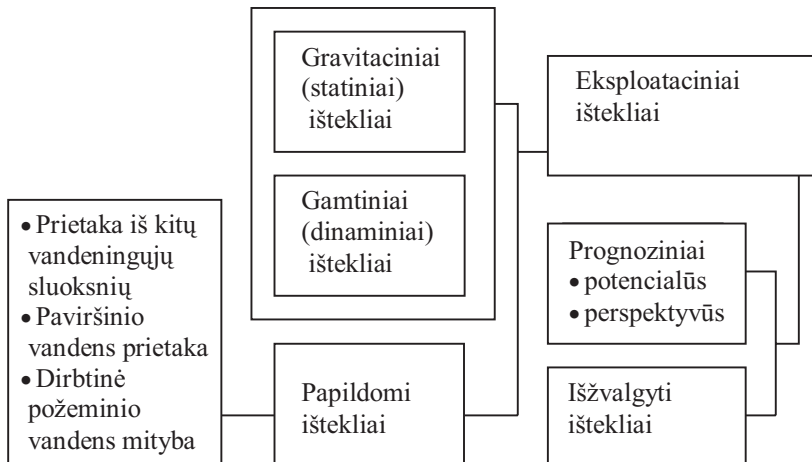 Gravitaciniai
(statiniai)
ištekliai
Gamtiniai
(dinaminiai)
ištekliai
Eksploataciniai
ištekliai
• Prietaka iš kitų
vandeningųjų
sluoksnių
• Paviršinio
vandens prietaka
• Dirbtinė
požeminio
vandens mityba
Papildomi
ištekliai
Prognoziniai
• potencialūs
• perspektyvūs
Išžvalgyti
ištekliai